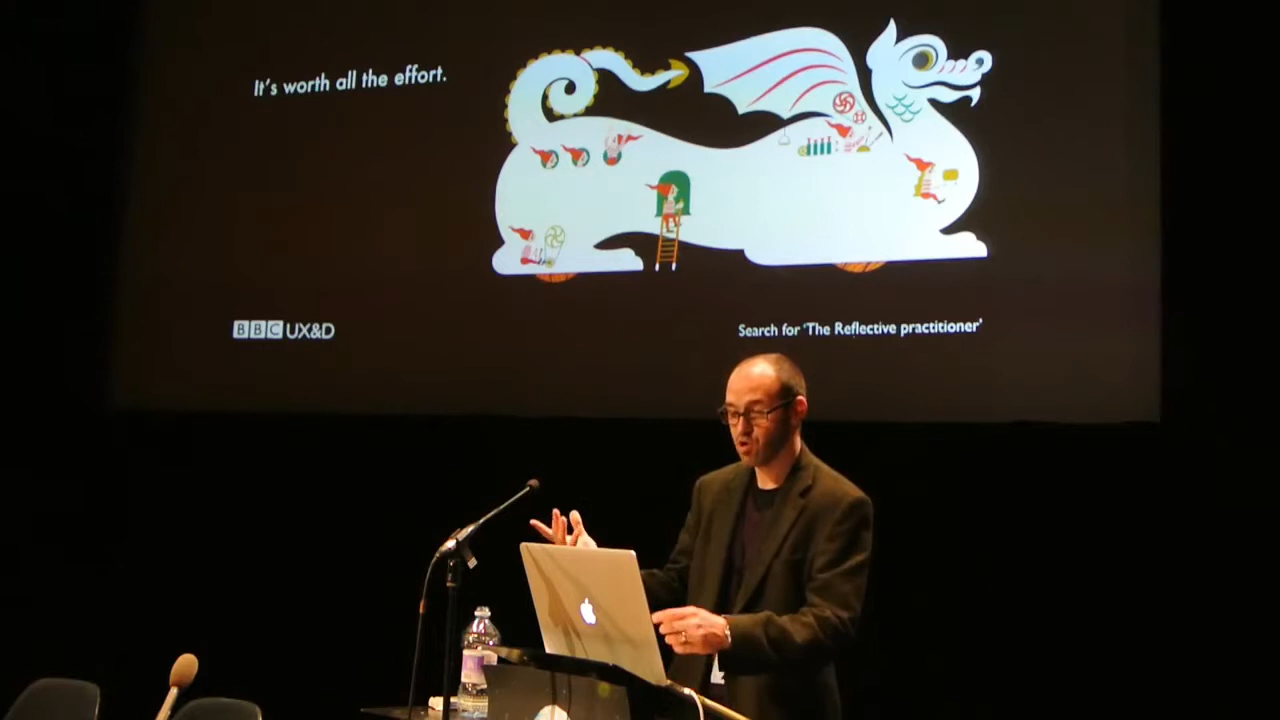 It's worth all the effort.
BBC UX&D
Search for 'The Reflective practitioner'